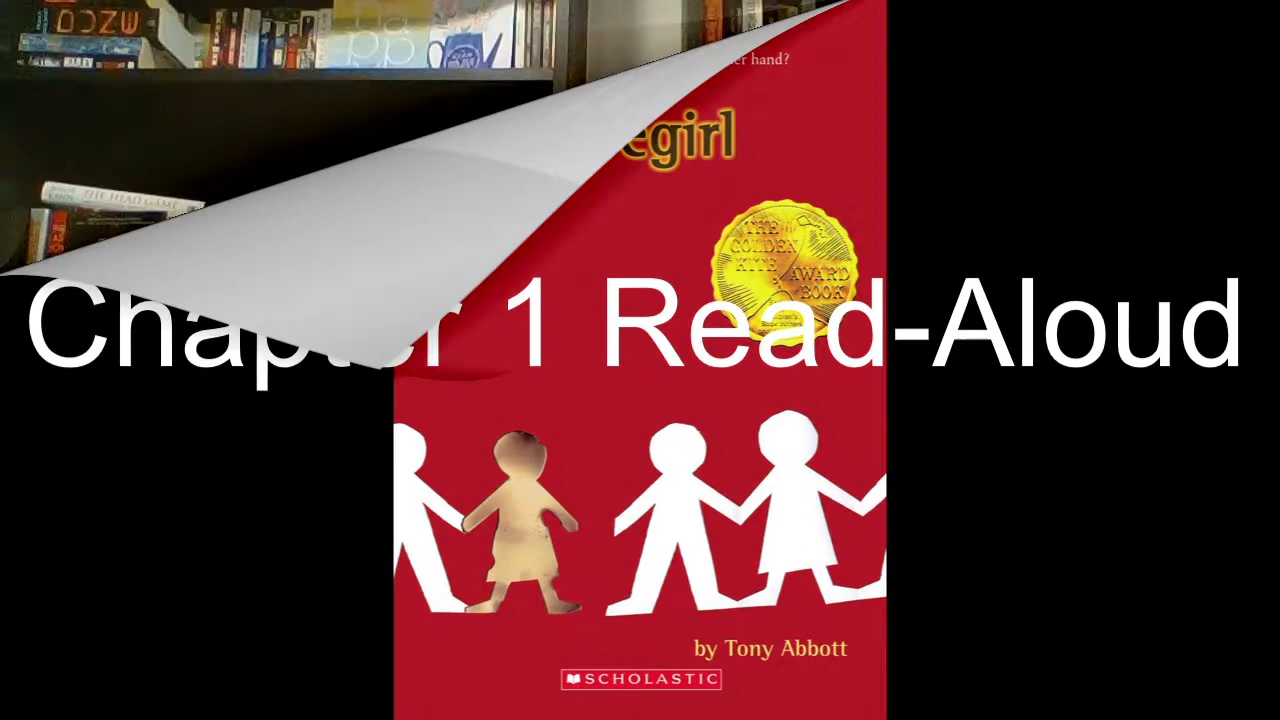 er hand?
egirl
THE
GOLDEN
KITE
AWARD
BOOK
Chapter 1 Read-Aloud
by Tony Abbott
SCHOLASTIC
THE HEAD GAME